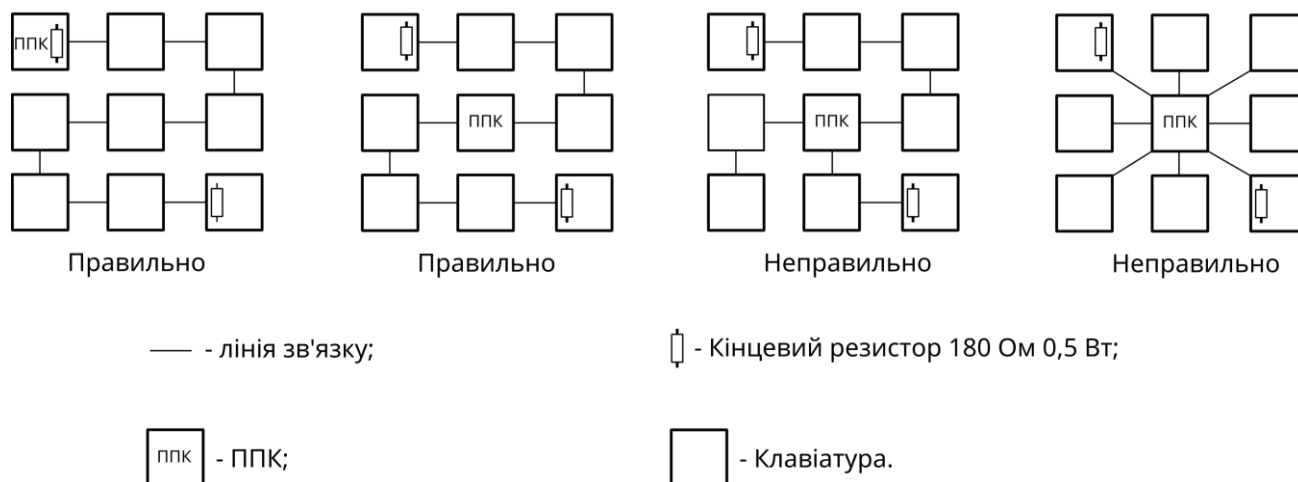 ППК
ППК
ППК
ППК
Правильно
Правильно
Неправильно
Неправильно
- лінія зв'язку;
- Кінцевий резистор 180 Ом 0,5 Вт;
ППК - ППК;
- Клавіатура.